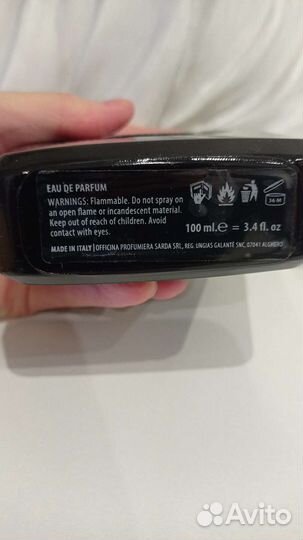 EAU DE PARFUM
WARNINGS: Flammable. Do not spray on
an open flame or incandescent material.
Keep out of reach of children. Avoid
contact with eyes.
36 M
100 ml.℮ = 3.4 fl. oz
MADE IN ITALY | OFFICINA PROFUMIERA SARDA SRL, REG. UNGIAS GALANTÉ SNC, 07041 ALGHERO
Avito